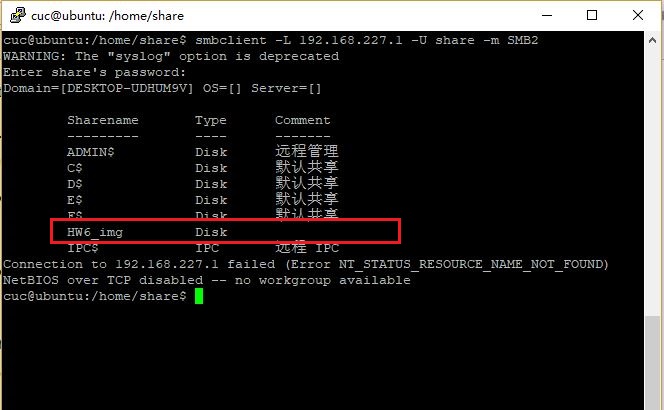 cuc@ubuntu: /home/share
cuc@ubuntu:/home/share$ smbclient -L 192.168.227.1 -U share -m SMB2
WARNING: The "syslog" option is deprecated
Enter share's password:
Domain=[DESKTOP-UDHUM9V] OS=[] Server=[]
Sharename Type Comment
--------- ---- -------
ADMIN$ Disk 远程管理
C$ Disk 默认共享
D$ Disk 默认共享
E$ Disk 默认共享
F$ Disk 默认共享
HW6_img Disk
IPC$ IPC 远程 IPC
Connection to 192.168.227.1 failed (Error NT_STATUS_RESOURCE_NAME_NOT_FOUND)
NetBIOS over TCP disabled -- no workgroup available
cuc@ubuntu:/home/share$